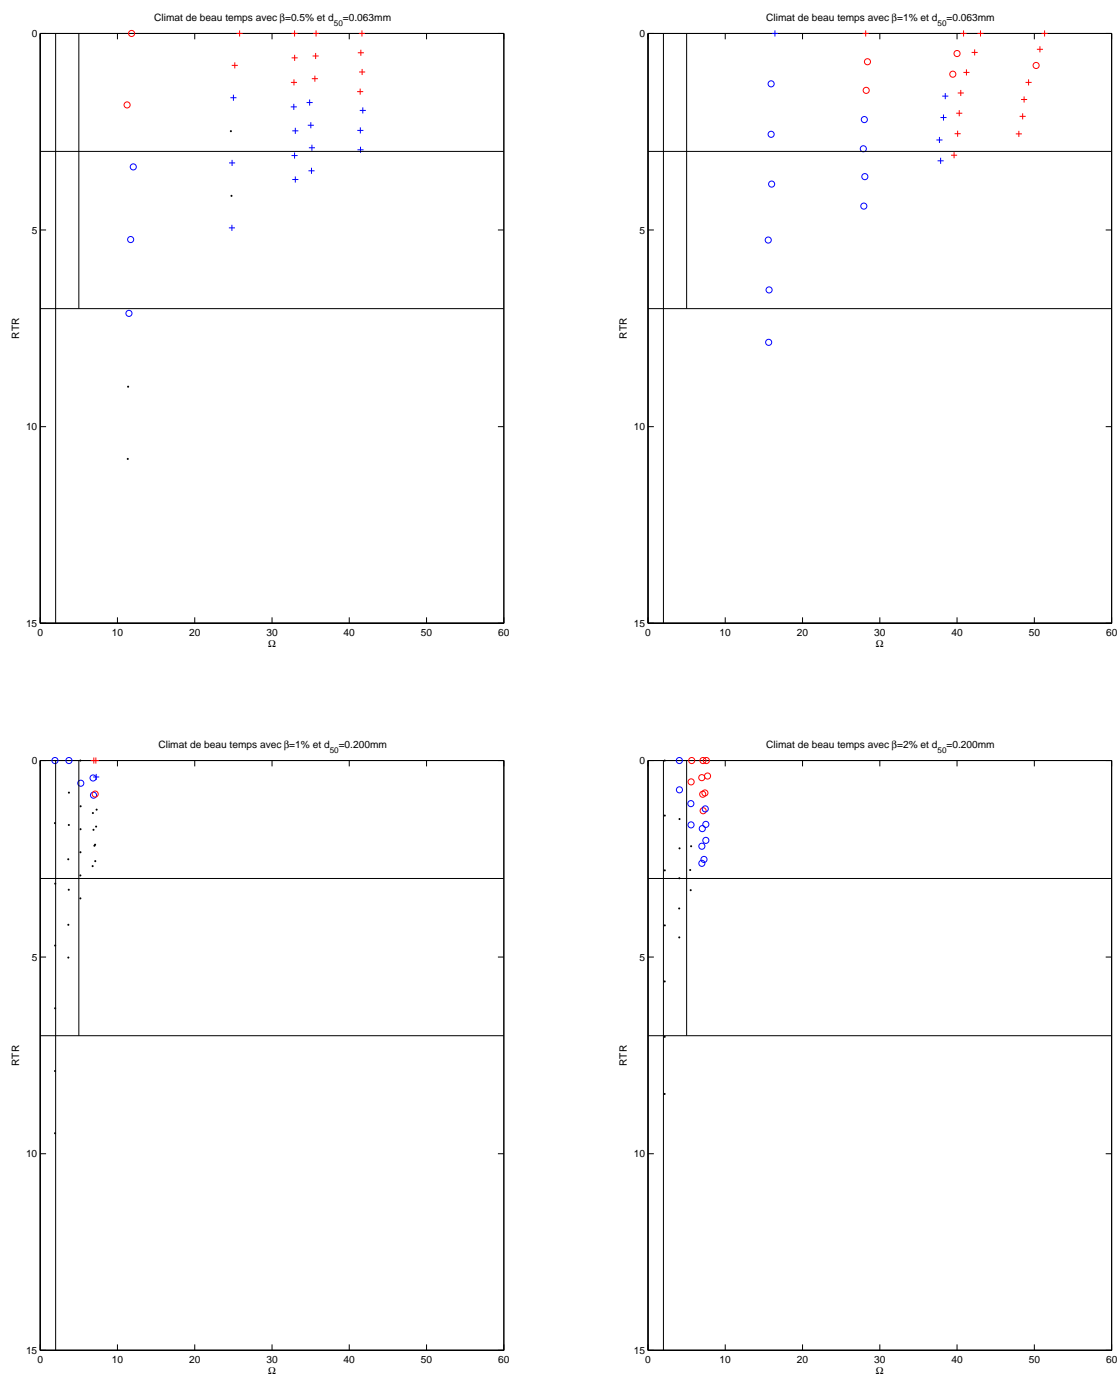 Climat de beau temps avec β=0.5% et d50=0.063mm
0
5
10
15
RTR
0 10 20 30 40 50 60
Ω
Climat de beau temps avec β=1% et d50=0.063mm
0
5
10
15
RTR
0 10 20 30 40 50 60
Ω
Climat de beau temps avec β=1% et d50=0.200mm
0
5
10
15
RTR
0 10 20 30 40 50 60
Ω
Climat de beau temps avec β=2% et d50=0.200mm
0
5
10
15
RTR
0 10 20 30 40 50 60
Ω